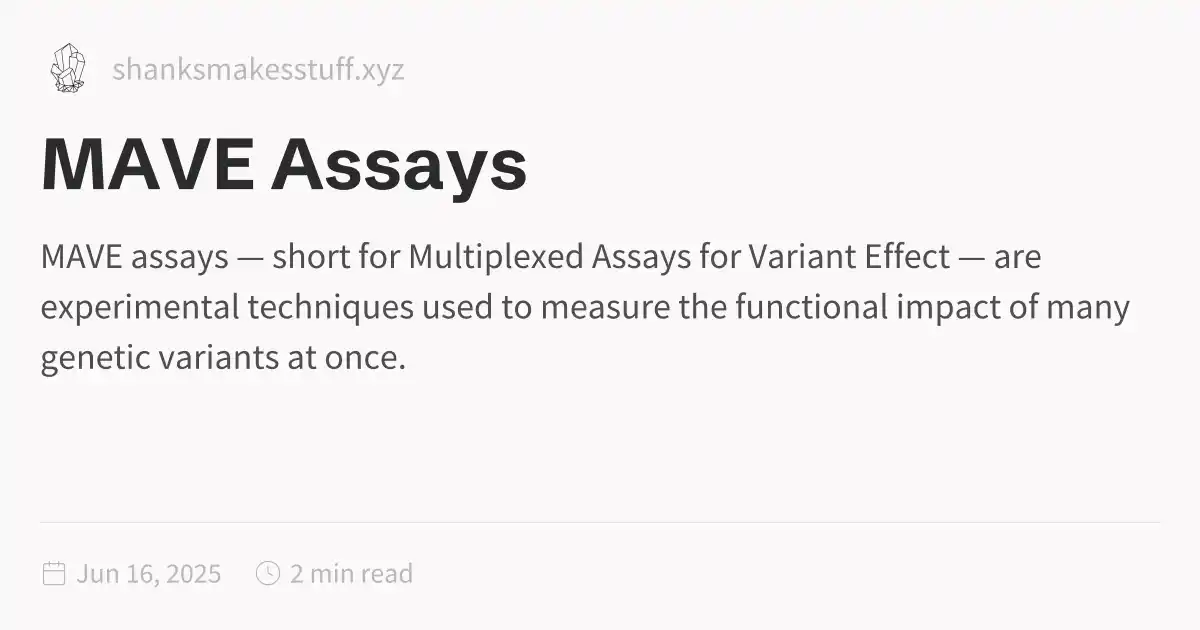 shanksmakesstuff.xyz
MAVE Assays
MAVE assays — short for Multiplexed Assays for Variant Effect — are
experimental techniques used to measure the functional impact of many
genetic variants at once.
Jun 16, 2025 2 min read